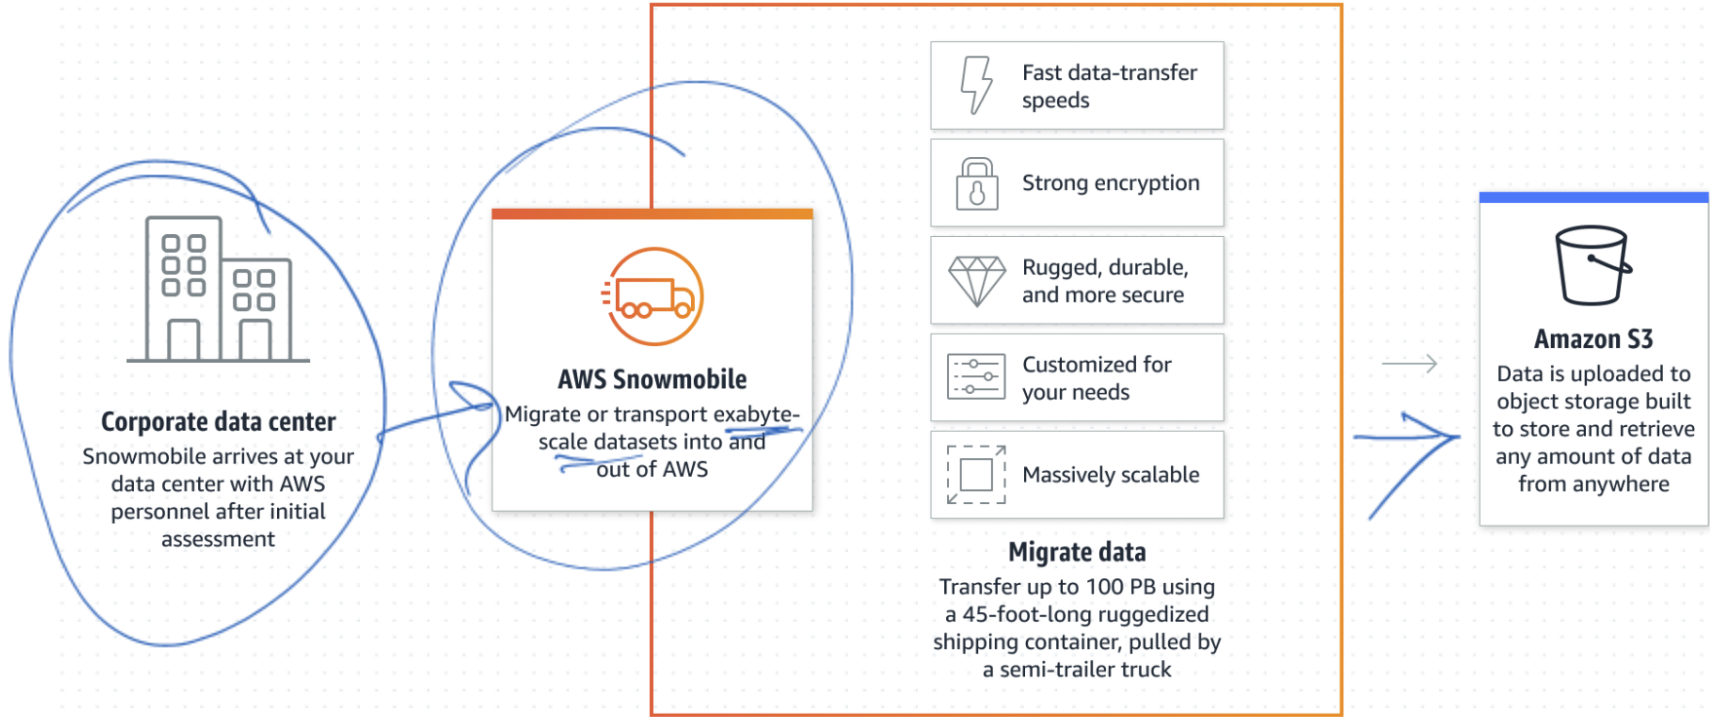 Corporate data center
Snowmobile arrives at your
data center with AWS
personnel after initial
assessment
AWS Snowmobile
Migrate or transport exabyte-
scale datasets into and
out of AWS
Fast data-transfer
speeds
Strong encryption
Rugged, durable,
and more secure
Customized for
your needs
Massively scalable
Migrate data
Transfer up to 100 PB using
a 45-foot-long ruggedized
shipping container, pulled by
a semi-trailer truck
Amazon S3
Data is uploaded to
object storage built
to store and retrieve
any amount of data
from anywhere